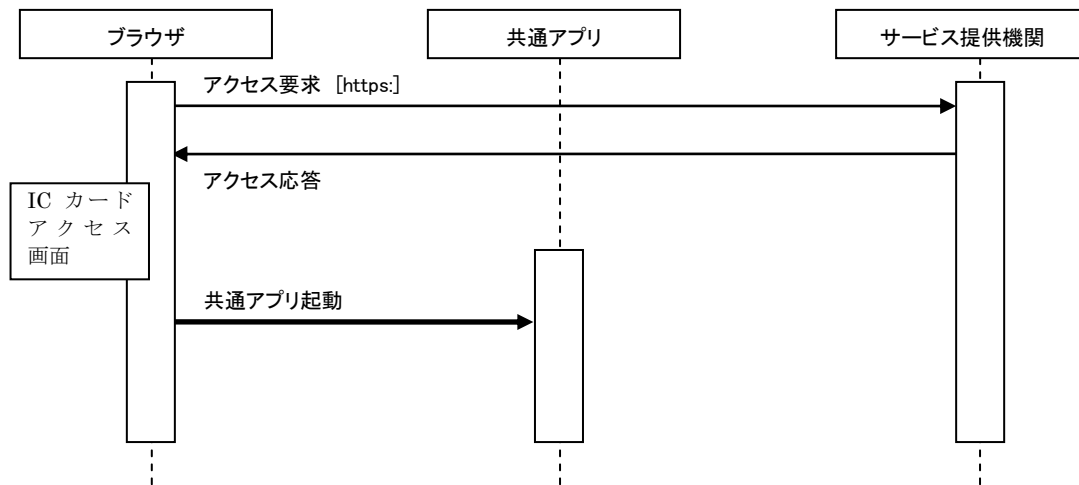 ブラウザ
共通アプリ
サービス提供機関
アクセス要求 [https:]
アクセス応答
IC カード
アクセス
画面
共通アプリ起動